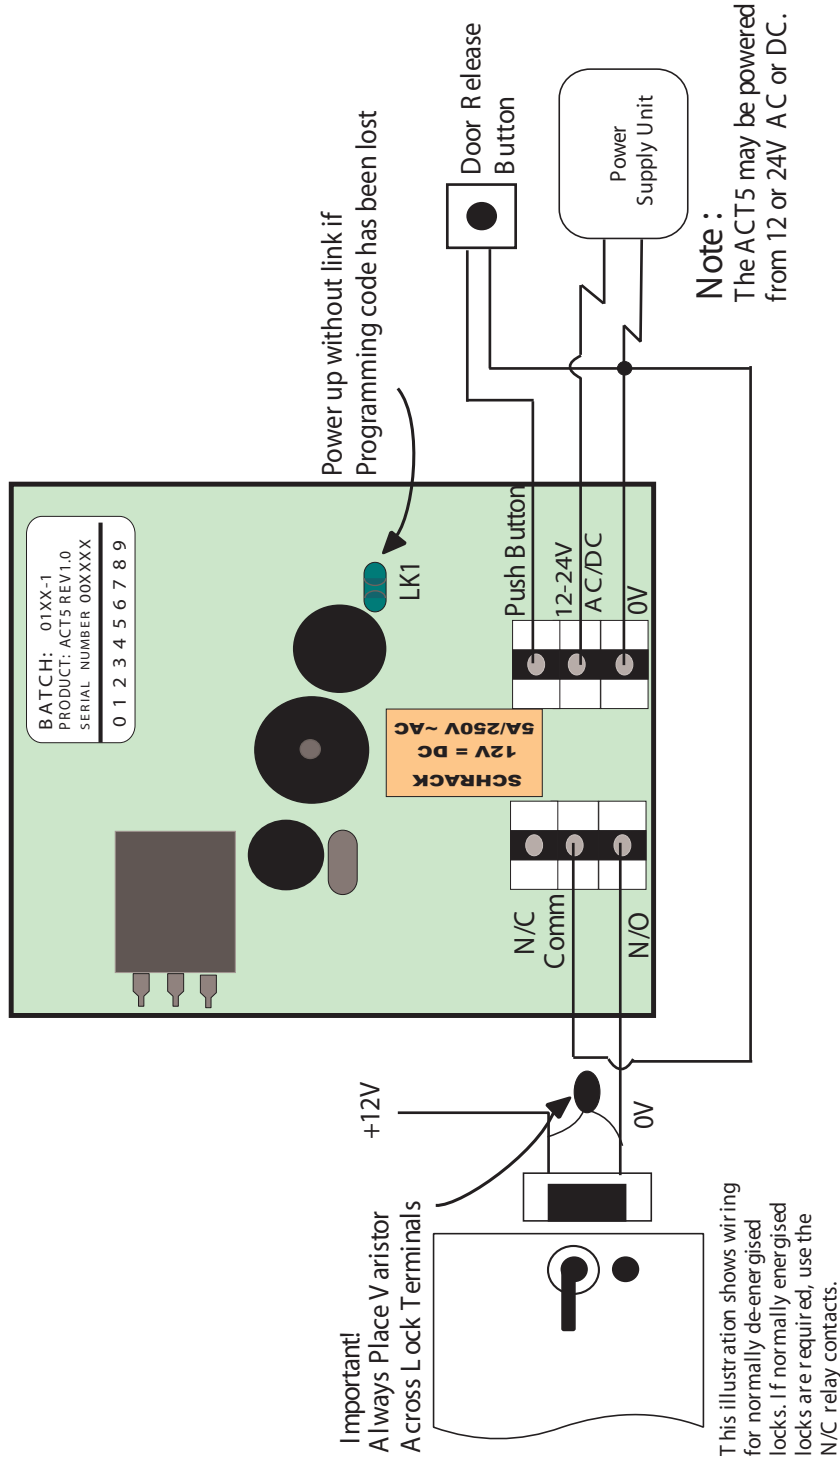 Important!
Always Place Varistor
Across Lock Terminals
+12V
0V
This illustration shows wiring
for normally de-energised
locks. If normally energised
locks are required, use the
N/C relay contacts.
BATCH: 01XX-1
PRODUCT: ACT5 REV1.0
SERIAL NUMBER 00XXXX
0 1 2 3 4 5 6 7 8 9
SCHRACK
12V = DC
5A/250V ~AC
LK1
N/C
Comm
N/O
Push Button
12-24V
AC/DC
0V
Power up without link if
Programming code has been lost
Door Release
Button
Power
Supply Unit
Note :
The ACT5 may be powered
from 12 or 24V AC or DC.